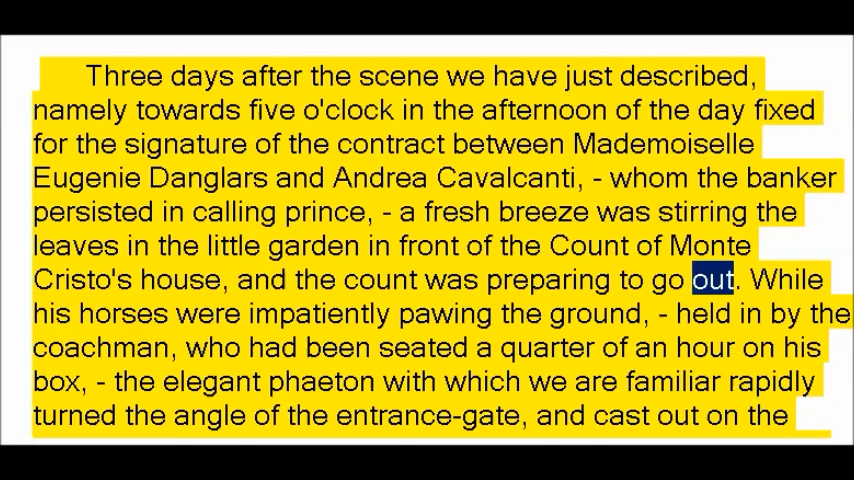 Three days after the scene we have just described,
namely towards five o'clock in the afternoon of the day fixed
for the signature of the contract between Mademoiselle
Eugenie Danglars and Andrea Cavalcanti, - whom the banker
persisted in calling prince, - a fresh breeze was stirring the
leaves in the little garden in front of the Count of Monte
Cristo's house, and the count was preparing to go out. While
his horses were impatiently pawing the ground, - held in by the
coachman, who had been seated a quarter of an hour on his
box, - the elegant phaeton with which we are familiar rapidly
turned the angle of the entrance-gate, and cast out on the